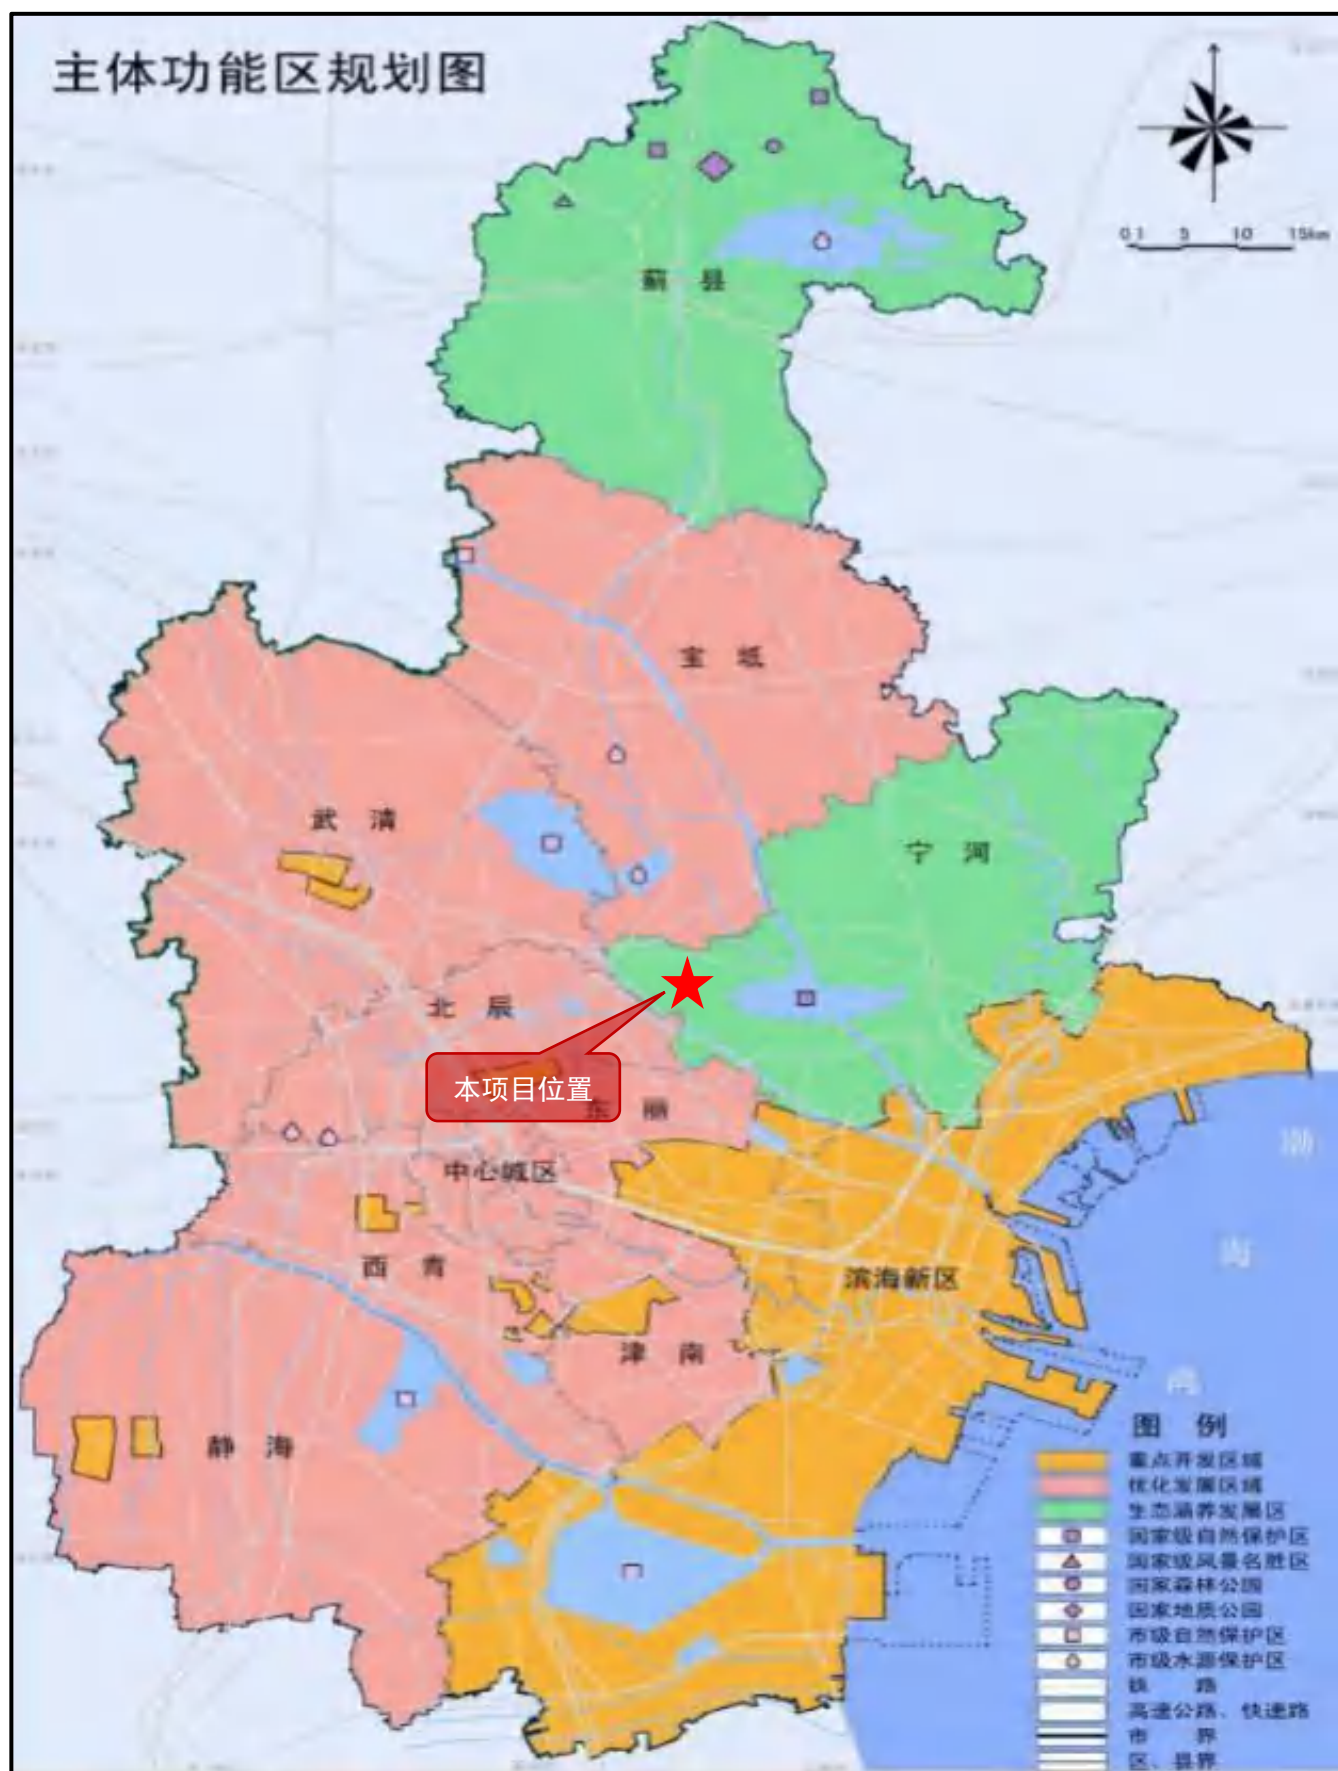 主体功能区规划图
0 1 5 10 15km
蓟 县
宝 坻
武 清
宁 河
北 辰
本项目位置
东 丽
中心城区
渤
海
湾
西 青
滨海新区
津 南
静 海
图 例
重点开发区域
优化发展区域
生态涵养发展区
国家级自然保护区
国家级风景名胜区
国家森林公园
国家地质公园
市级自然保护区
市级水源保护区
铁 路
高速公路、快速路
市 界
区、县界